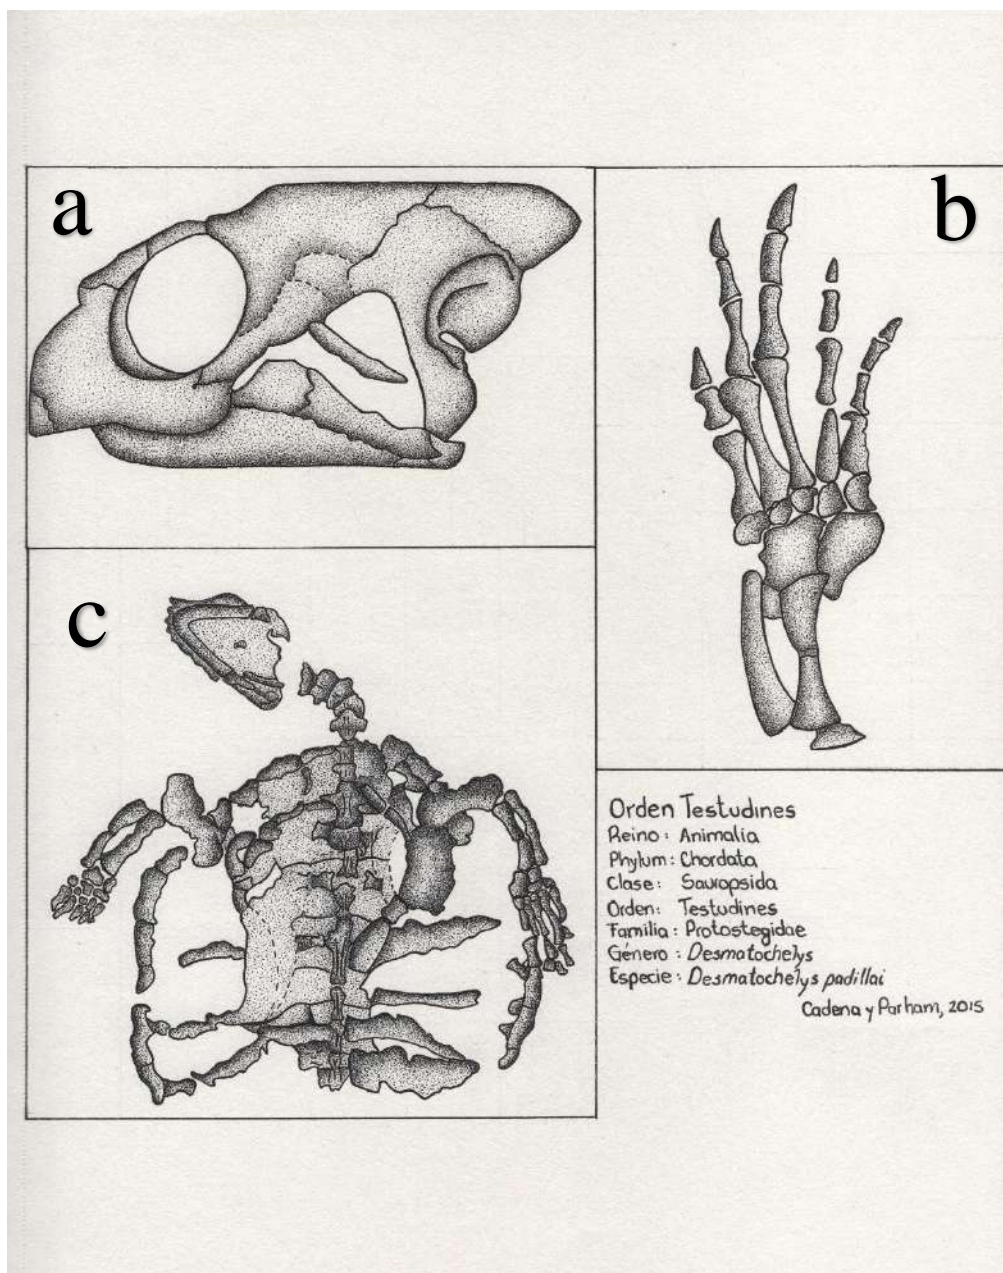 a
b
c
Orden Testudines
Reino: Animalia
Phylum: Chordata
Clase: Sauropsida
Orden: Testudines
Familia: Protostegidae
Género: Desmatochelys
Especie: Desmatochelys padillai
Cadena y Parham, 2015